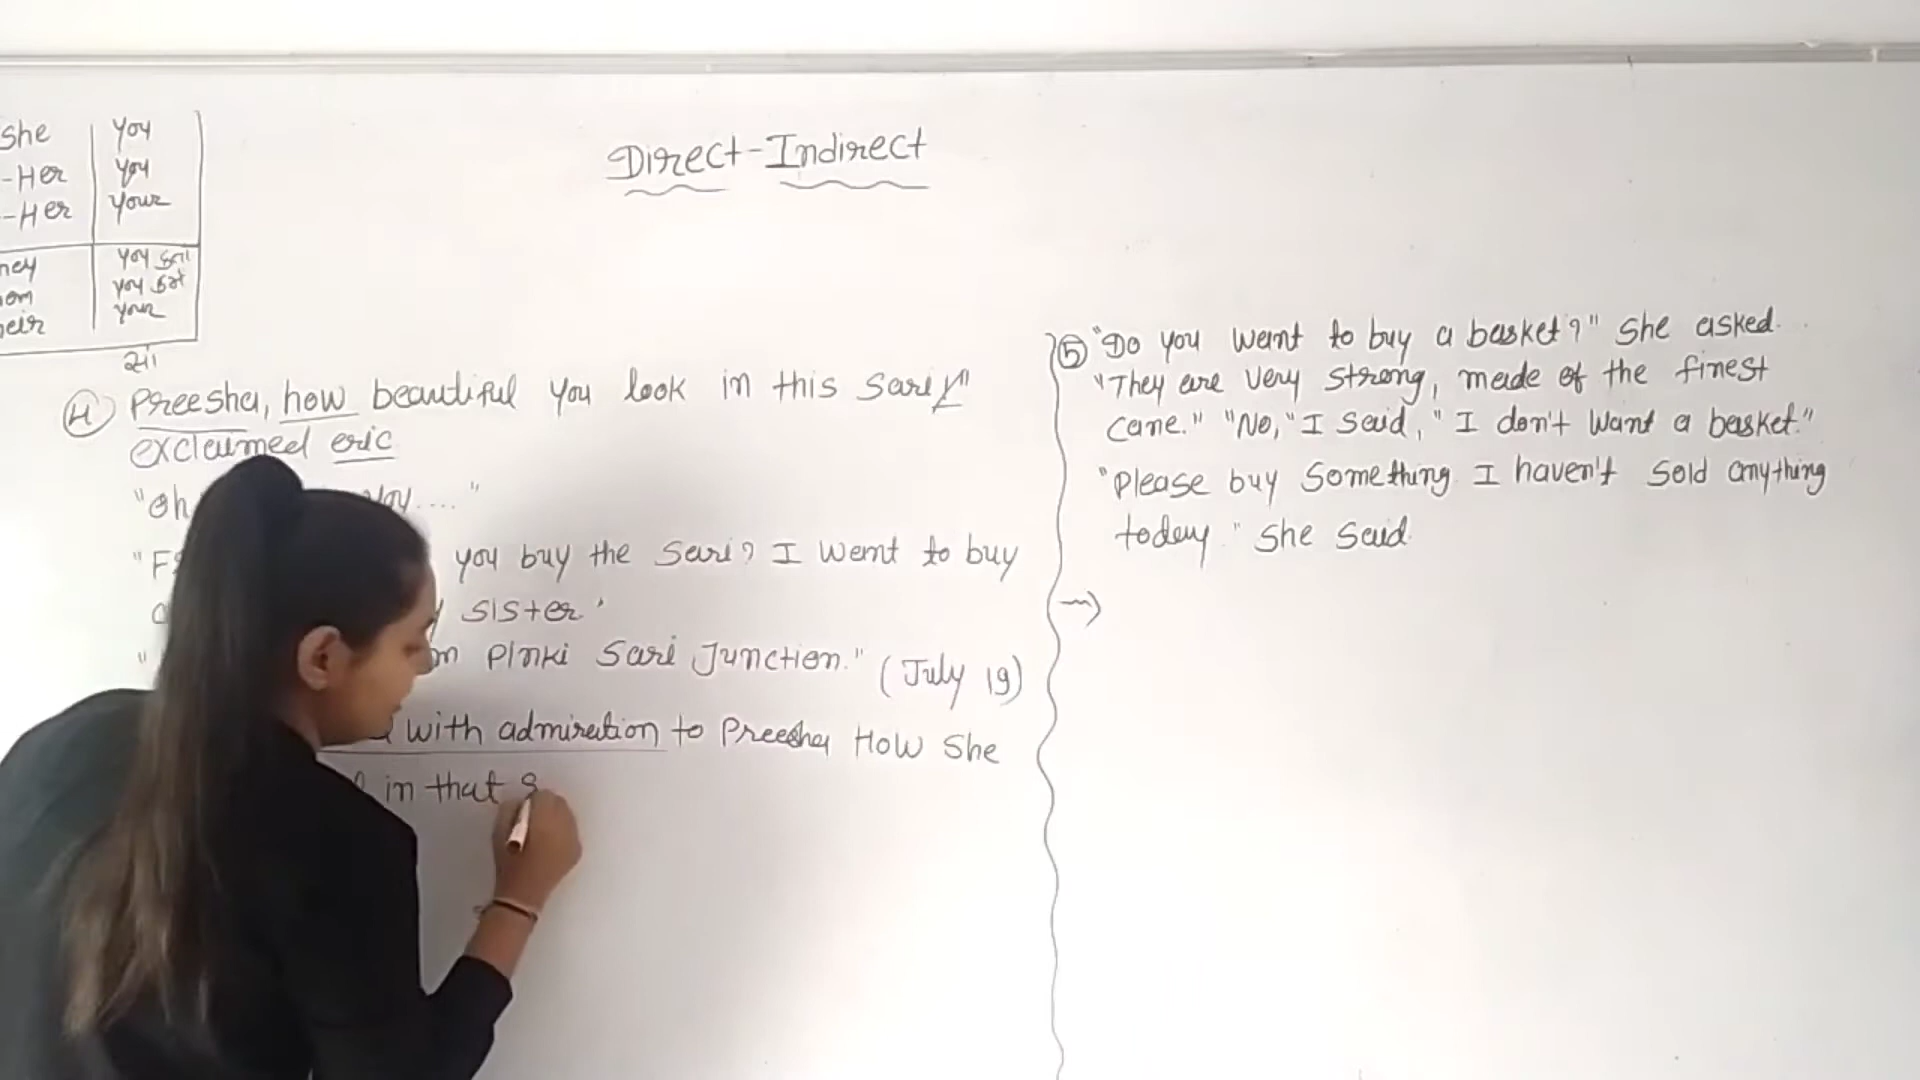 She | you
-Her | you
-Her | your
you
you
your
Direct-Indirect
④ Preesha, how beautiful you look in this Sari!"
exclaimed eric
"oh you...."
you buy the Sari? I want to buy
sister."
Pinki Sari Junction." (July 19)
with admiration to Preesha How She
in that
⑤ "Do you want to buy a basket?" She asked.
"They are very strong, made of the finest
cane." "No," I Said, "I don't want a basket."
"Please buy Something I haven't sold anything
today." She Said.
→